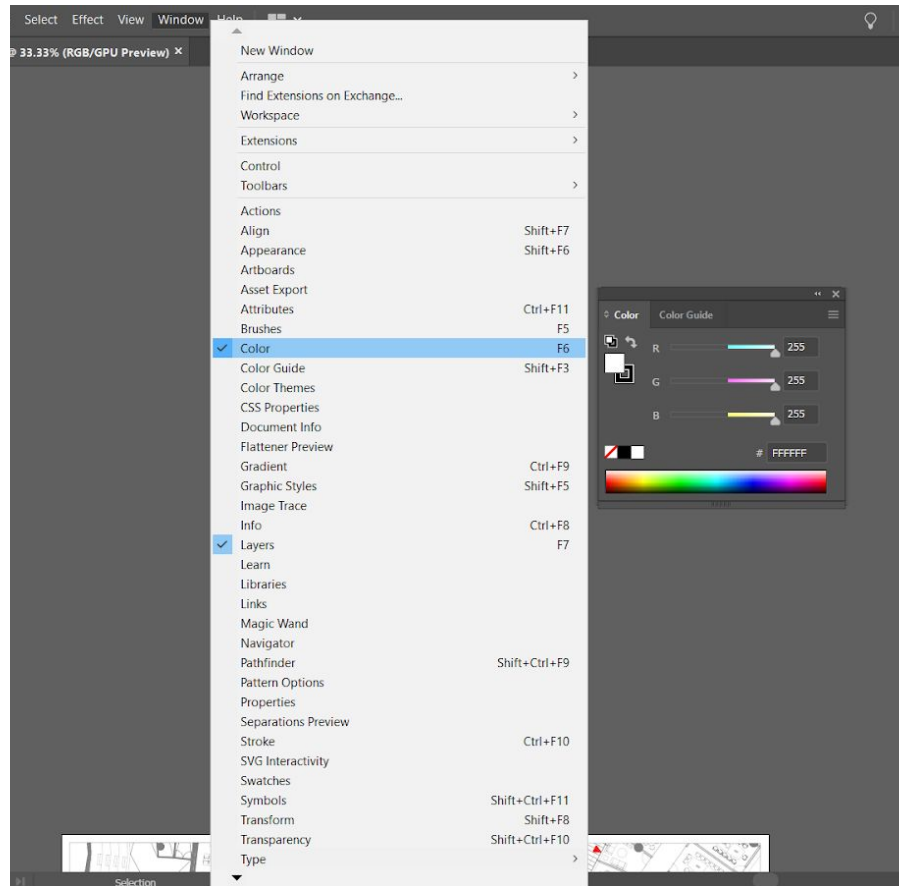 Select Effect View Window Help
33.33% (RGB/GPU Preview) ×
New Window
Arrange
Find Extensions on Exchange...
Workspace
Extensions
Control
Toolbars
Actions
Align Shift+F7
Appearance Shift+F6
Artboards
Asset Export
Attributes Ctrl+F11
Brushes F5
Color F6
Color Guide Shift+F3
Color Themes
CSS Properties
Document Info
Flattener Preview
Gradient Ctrl+F9
Graphic Styles Shift+F5
Image Trace
Info Ctrl+F8
Layers F7
Learn
Libraries
Links
Magic Wand
Navigator
Pathfinder Shift+Ctrl+F9
Pattern Options
Properties
Separations Preview
Stroke Ctrl+F10
SVG Interactivity
Swatches
Symbols Shift+Ctrl+F11
Transform Shift+F8
Transparency Shift+Ctrl+F10
Type
Color Color Guide
R 255
G 255
B 255
# FFFFFF
Selection